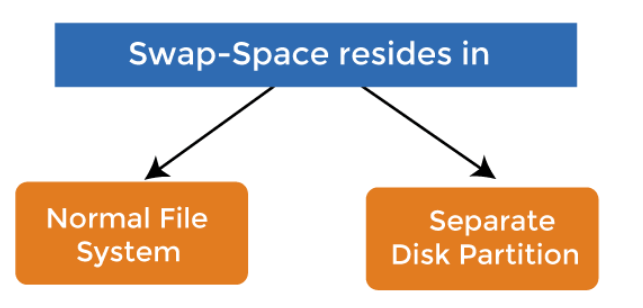 Swap-Space resides in
Normal File
System
Separate
Disk Partition